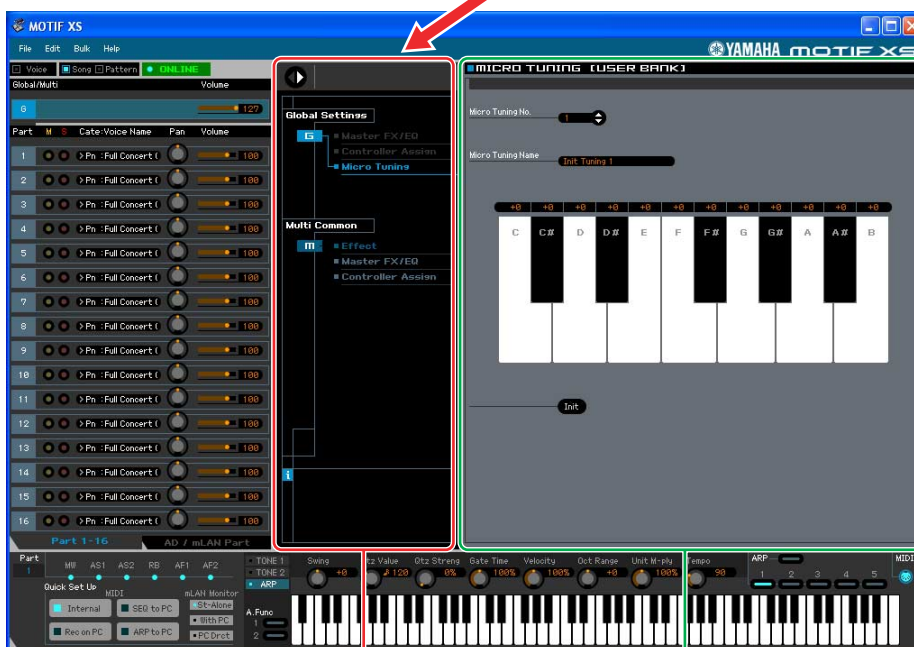 MOTIF XS
File Edit Bulk Help
YAMAHA MOTIF XS
Voice Song Pattern ONLINE
Global/Multi Volume
G 127
Part M S Cate:Voice Name Pan Volume
1 >Pn :Full Concert ( 100
2 >Pn :Full Concert ( 100
3 >Pn :Full Concert ( 100
4 >Pn :Full Concert ( 100
5 >Pn :Full Concert ( 100
6 >Pn :Full Concert ( 100
7 >Pn :Full Concert ( 100
8 >Pn :Full Concert ( 100
9 >Pn :Full Concert ( 100
10 >Pn :Full Concert ( 100
11 >Pn :Full Concert ( 100
12 >Pn :Full Concert ( 100
13 >Pn :Full Concert ( 100
14 >Pn :Full Concert ( 100
15 >Pn :Full Concert ( 100
16 >Pn :Full Concert ( 100
Part 1-16 AD / mLAN Part
Global Settings
G Master FX/EQ
Controller Assign
Micro Tuning
Multi Common
m Effect
Master FX/EQ
Controller Assign
i
MICRO TUNING (USER BANK)
Micro Tuning No. 1
Micro Tuning Name Init Tuning 1
+0 +0 +0 +0 +0 +0 +0 +0 +0 +0 +0 +0
C C# D D# E F F# G G# A A# B
Init
Part MW AS1 AS2 RB AF1 AF2
1
Quick Set Up MIDI mLAN Monitor
Internal SEQ to PC St-Alone
With PC
Rec on PC ARP to PC PC Drct
TONE 1
TONE 2
ARP
A.Func
1
2
Swing Qtz Value Qtz Streng Gate Time Velocity Oct Range Unit M-ply Tempo
+0 120 0% 100% 100% +0 100% 90
ARP MIDI
1 2 3 4 5